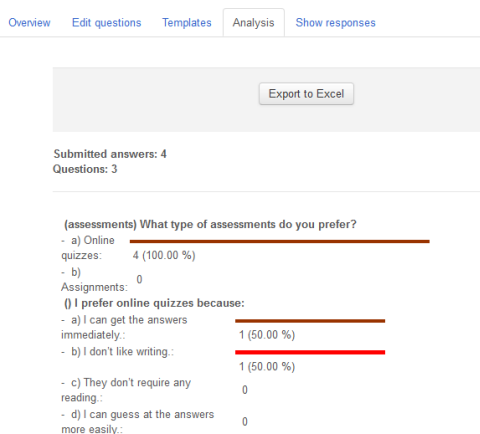 Overview Edit questions Templates Analysis Show responses
Export to Excel
Submitted answers: 4
Questions: 3
(assessments) What type of assessments do you prefer?
- a) Online
quizzes: 4 (100.00 %)
- b)
Assignments: 0
() I prefer online quizzes because:
- a) I can get the answers
immediately.: 1 (50.00 %)
- b) I don't like writing.:
1 (50.00 %)
- c) They don't require any
reading.: 0
- d) I can guess at the answers
more easily.: 0